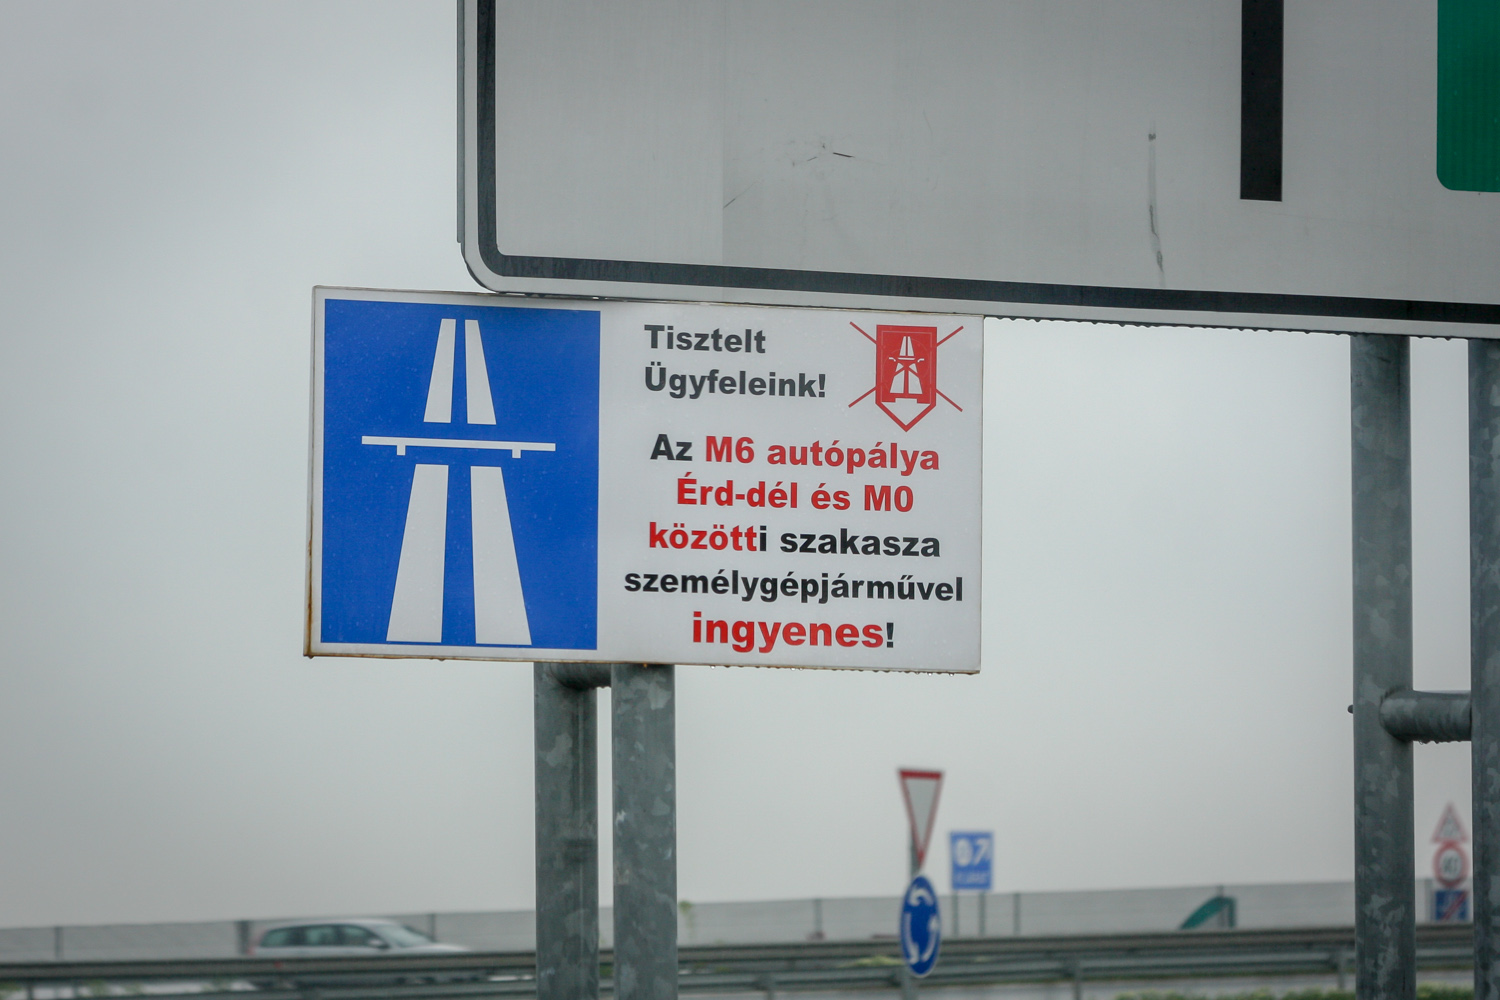 Tisztelt
Ügyfeleink!
Az M6 autópálya
Érd-dél és M0
közötti szakasza
személygépjárművel
ingyenes!